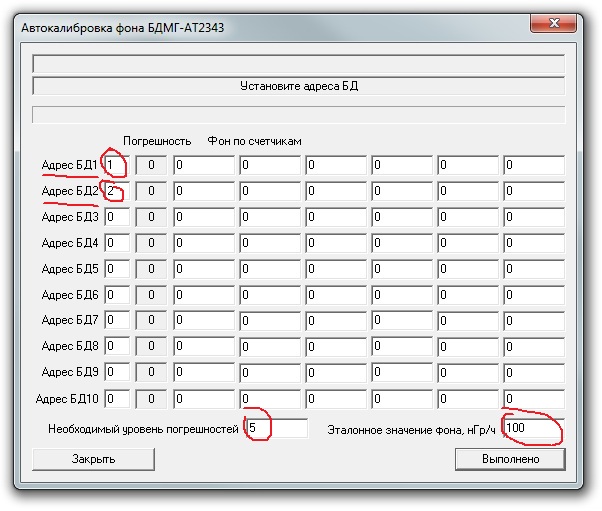 Автокалибровка фона БДМГ-АТ2343
Установите адреса БД
Погрешность Фон по счетчикам
Адрес БД1 1 0 0 0 0 0 0 0
Адрес БД2 2 0 0 0 0 0 0 0
Адрес БД3 0 0 0 0 0 0 0 0
Адрес БД4 0 0 0 0 0 0 0 0
Адрес БД5 0 0 0 0 0 0 0 0
Адрес БД6 0 0 0 0 0 0 0 0
Адрес БД7 0 0 0 0 0 0 0 0
Адрес БД8 0 0 0 0 0 0 0 0
Адрес БД9 0 0 0 0 0 0 0 0
Адрес БД10 0 0 0 0 0 0 0 0
Необходимый уровень погрешностей 5 Эталонное значение фона, нГр/ч 100
Закрыть Выполнено